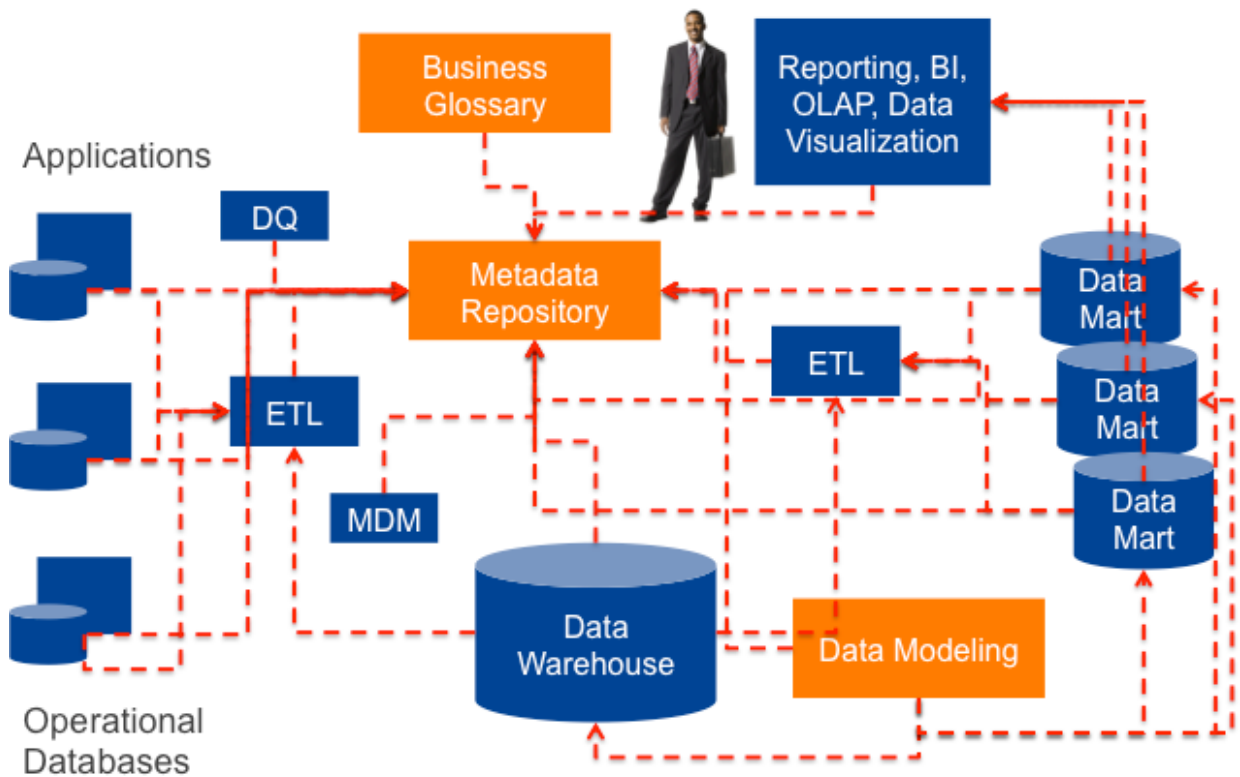 Business
Glossary
Reporting, BI,
OLAP, Data
Visualization
Applications
DQ
Metadata
Repository
Data
Mart
ETL
ETL
Data
Mart
MDM
Data
Mart
Data
Warehouse
Data Modeling
Operational
Databases